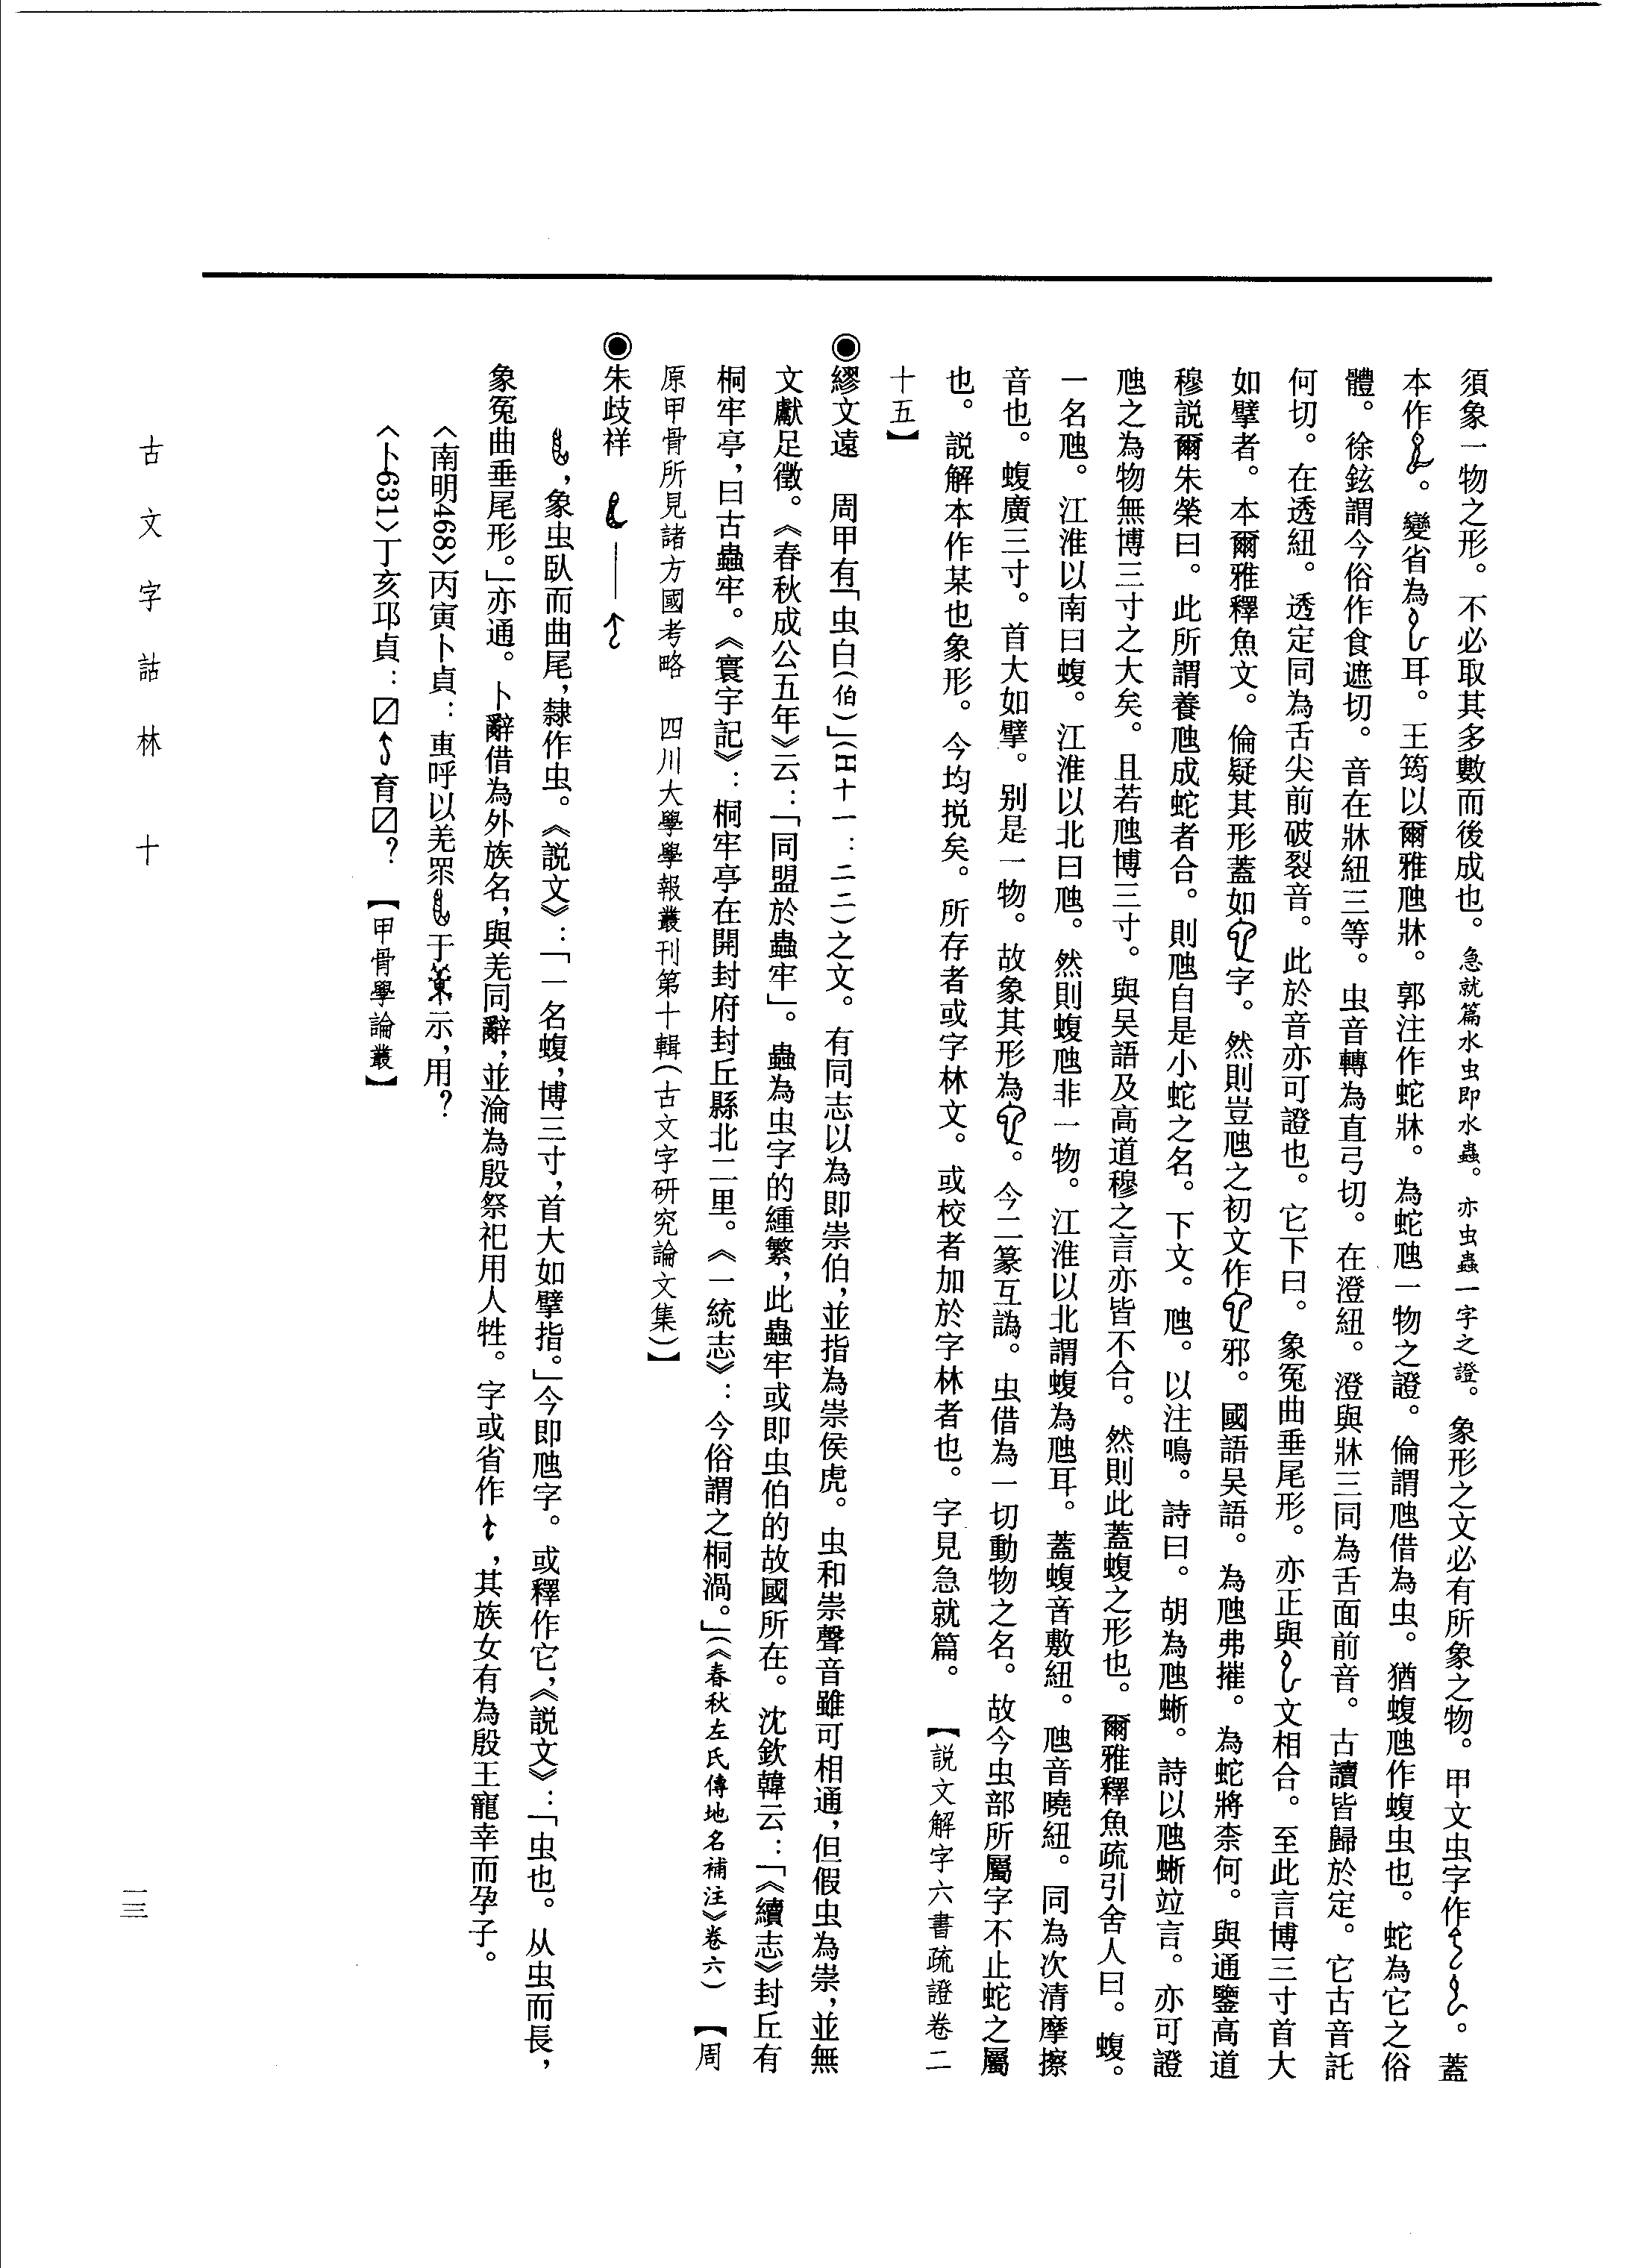 須象一物之形。不必取其多數而後成也。急就篇水虫即水蟲。亦虫蟲一字之證。象形之文必有所象之物。甲文虫字作。蓋
本作。變省為耳。王筠以爾雅虺牀。郭注作蛇牀。為蛇虺一物之證。倫謂虺借為虫。猶蝮虺作蝮虫也。蛇為它之俗
體。徐鉉謂今俗作食遮切。音在牀紐三等。虫音轉為直弓切。在澄紐。澄與牀三同為舌面前音。古讀皆歸於定。它古音託
何切。在透紐。透定同為舌尖前破裂音。此於音亦可證也。它下曰。象冤曲垂尾形。亦正與文相合。至此言博三寸首大
如擘者。本爾雅釋魚文。倫疑其形蓋如字。然則豈虺之初文作邪。國語吳語。為虺弗摧。為蛇將柰何。與通鑒高道
穆説爾朱榮曰。此所謂養虺成蛇者合。則虺自是小蛇之名。下文。虺。以注鳴。詩曰。胡為虺蜥。詩以虺蜥竝言。亦可證
虺之為物無博三寸之大矣。且若虺博三寸。與吴語及高道穆之言亦皆不合。然則此蓋蝮之形也。爾雅釋魚疏引舍人曰。蝮。
一名虺。江淮以南曰蝮。江淮以北曰虺。然則蝮虺非一物。江淮以北謂蝮為虺耳。蓋蝮音敷紐。虺音曉紐。同為次清摩擦
音也。蝮廣三寸。首大如擘。别是一物。故象其形為。今二篆互譌。虫借為一切動物之名。故今虫部所屬字不止蛇之屬
也。説解本作某也象形。今均挩矣。所存者或字林文。或校者加於字林者也。字見急就篇。【説文解字六書疏證卷二
十五】
◉繆文遠　周甲有「虫白(伯)」(H十一：二二)之文。有同志以為即崇伯，並指為崇侯虎。虫和崇聲音雖可相通，但假虫為崇，並無
文獻足徵。《春秋成公五年》云：「同盟於蟲牢」。蟲為虫字的緟繁，此蟲牢或即虫伯的故國所在。沈欽韓云：「《續志》封丘有
桐牢亭，曰古蟲牢。《寰宇記》：桐牢亭在開封府封丘縣北二里。《一統志》：今俗謂之桐渦。」(《春秋左氏傳地名補注》卷六)【周
原甲骨所見諸方國考略　四川大學學報叢刊第十輯(古文字研究論文集)】
◉朱歧祥　——
，象虫臥而曲尾，隸作虫。《説文》：「一名蝮，博三寸，首大如擘指。」今即虺字。或釋作它，《説文》：「虫也。从虫而長，
象冤曲垂尾形。」亦通。卜辭借為外族名，與羌同辭，並淪為殷祭祀用人牲。字或省作，其族女有為殷王寵幸而孕子。
〈南明468〉丙寅卜貞：叀呼以羌眔于示，用？
〈卜631〉丁亥邛貞：☑育☑？【甲骨學論叢】
古文字詁林　十
三